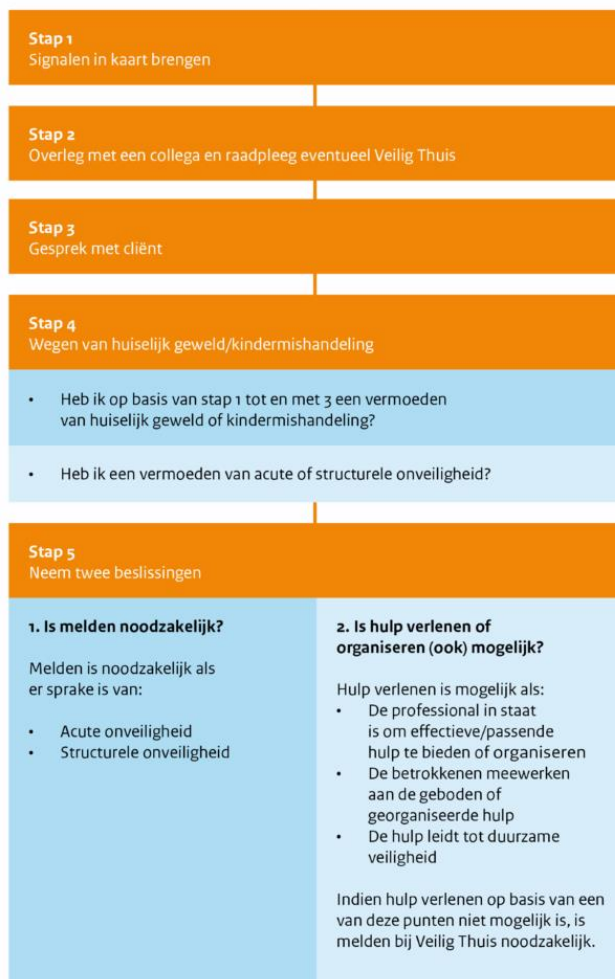 Stap 1
Signalen in kaart brengen
Stap 2
Overleg met een collega en raadpleeg eventueel Veilig Thuis
Stap 3
Gesprek met cliënt
Stap 4
Wegen van huiselijk geweld/kindermishandeling
• Heb ik op basis van stap 1 tot en met 3 een vermoeden
van huiselijk geweld of kindermishandeling?
• Heb ik een vermoeden van acute of structurele onveiligheid?
Stap 5
Neem twee beslissingen
1. Is melden noodzakelijk?
Melden is noodzakelijk als
er sprake is van:
• Acute onveiligheid
• Structurele onveiligheid
2. Is hulp verlenen of
organiseren (ook) mogelijk?
Hulp verlenen is mogelijk als:
• De professional in staat
is om effectieve/passende
hulp te bieden of organiseren
• De betrokkenen meewerken
aan de geboden of
georganiseerde hulp
• De hulp leidt tot duurzame
veiligheid
Indien hulp verlenen op basis van een
van deze punten niet mogelijk is, is
melden bij Veilig Thuis noodzakelijk.